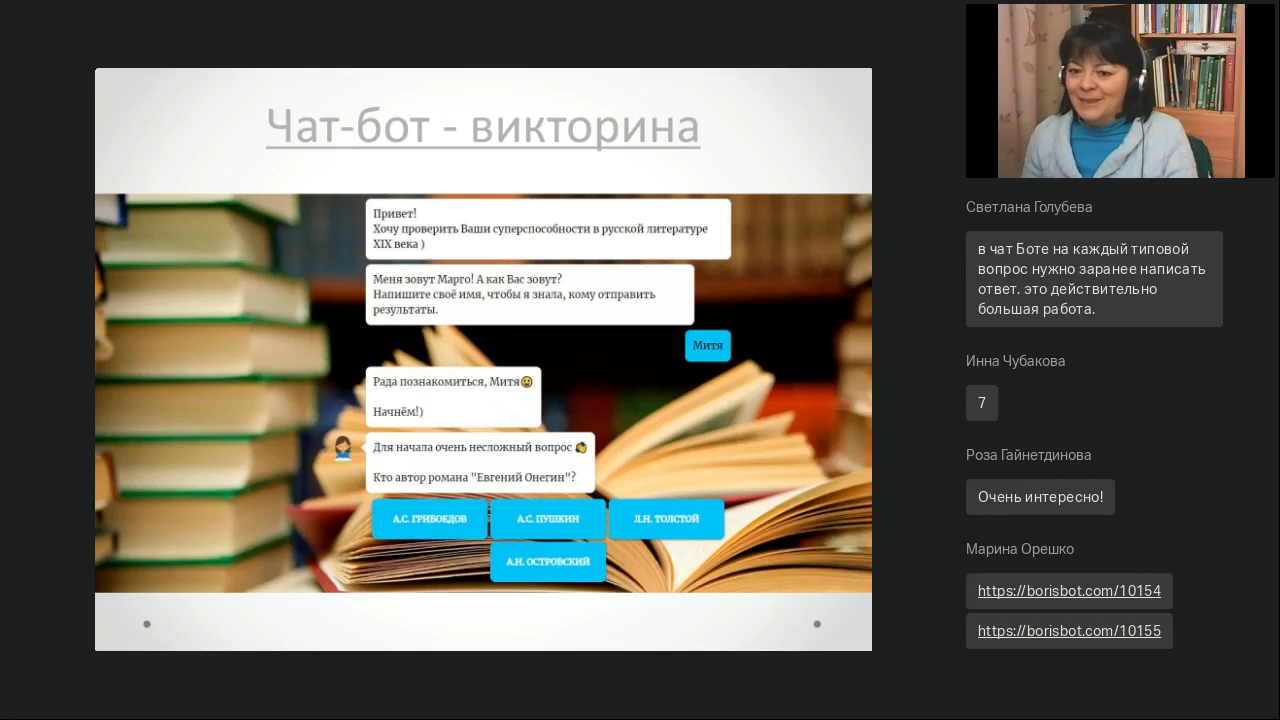 Чат-бот - викторина
Привет!
Хочу проверить Ваши суперспособности в русской литературе
XIX века )
Меня зовут Марго! А как Вас зовут?
Напишите своё имя, чтобы я знала, кому отправить
результаты.
Митя
Рада познакомиться, Митя
Начнём!)
Для начала очень несложный вопрос
Кто автор романа "Евгений Онегин"?
А.С. ГРИБОЕДОВ
А.С. ПУШКИН
Л.Н. ТОЛСТОЙ
А.Н. ОСТРОВСКИЙ
Светлана Голубева
в чат Боте на каждый типовой
вопрос нужно заранее написать
ответ. это действительно
большая работа.
Инна Чубакова
7
Роза Гайнетдинова
Очень интересно!
Марина Орешко
https://borisbot.com/10154
https://borisbot.com/10155